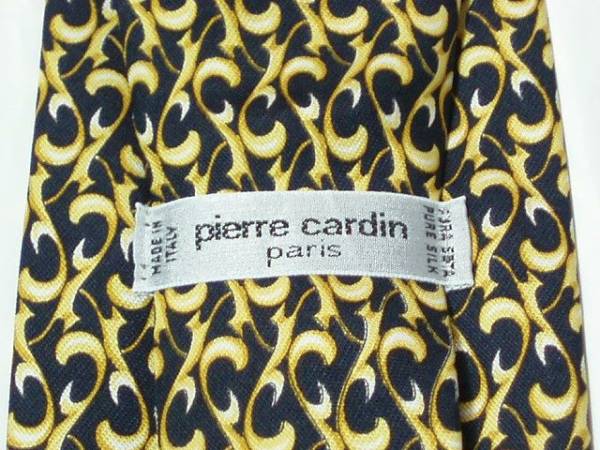 MADE IN
ITALY
pierre cardin
paris
PURA SETA
PURE SILK